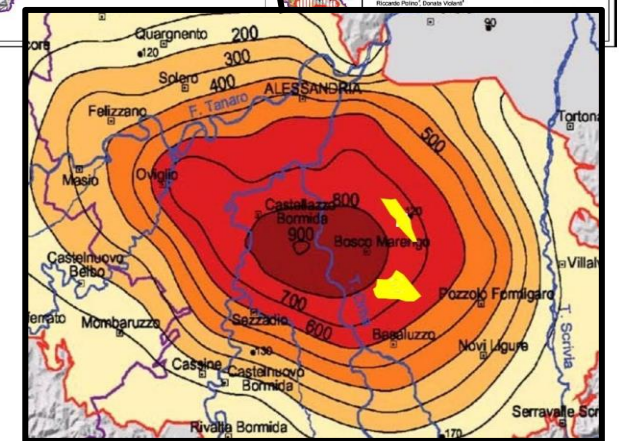 Riccardo Polino, Donata Violanti
Quargnento 200
120
300
Solero
400
ALESSANDRIA
Felizzano
F. Tanaro
500
Tortona
Masio
Oviglio
Castellazzo 800
Bormida
900
Bosco Marengo
Castelnuovo
Belbo
700
Pozzolo Formigaro
Mombaruzzo
Sezzadio
600
Basaluzzo
T. Scrivia
130
Novi Ligure
Cassine
Castelnuovo
Bormida
Serravalle Scr
Rivalta Bormida
170